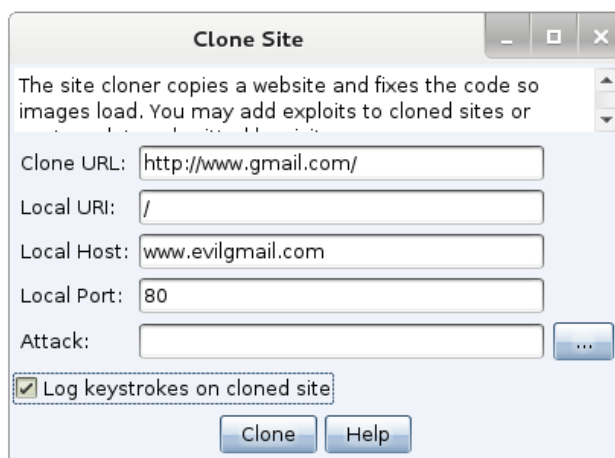 Clone Site
The site cloner copies a website and fixes the code so
images load. You may add exploits to cloned sites or
Clone URL: http://www.gmail.com/
Local URI: /
Local Host: www.evilgmail.com
Local Port: 80
Attack: ...
Log keystrokes on cloned site
Clone Help